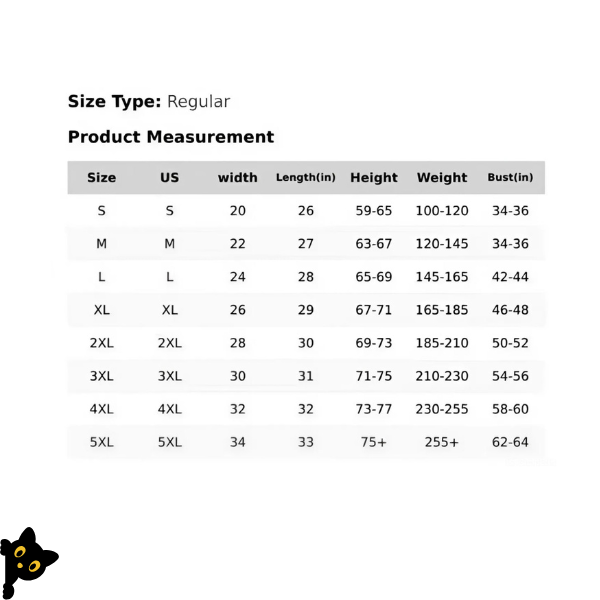 Size Type: Regular
Product Measurement
Size US width Length(in) Height Weight Bust(in)
S S 20 26 59-65 100-120 34-36
M M 22 27 63-67 120-145 34-36
L L 24 28 65-69 145-165 42-44
XL XL 26 29 67-71 165-185 46-48
2XL 2XL 28 30 69-73 185-210 50-52
3XL 3XL 30 31 71-75 210-230 54-56
4XL 4XL 32 32 73-77 230-255 58-60
5XL 5XL 34 33 75+ 255+ 62-64